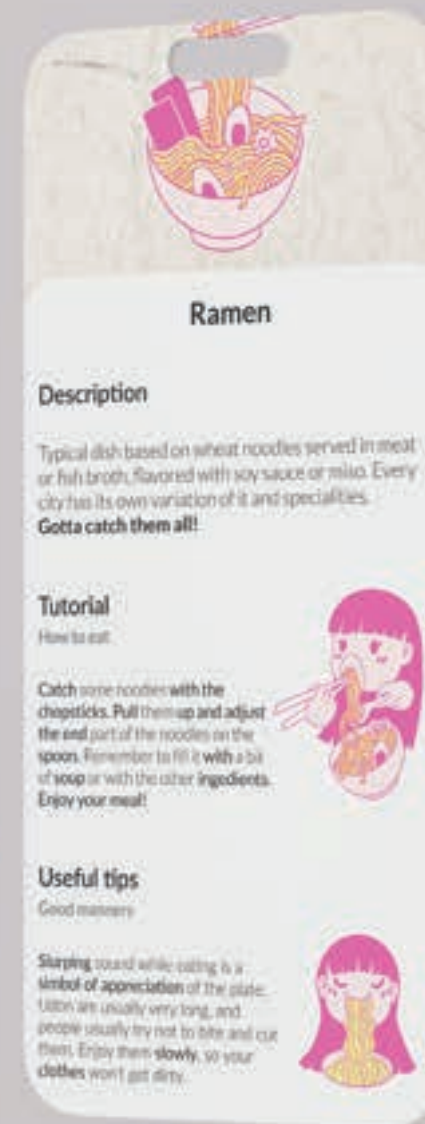 Ramen
Description
Typical dish based on wheat noodles served in meat
or fish broth, flavored with soy sauce or miso. Every
city has its own variation of it and specialities.
Gotta catch them all!
Tutorial
How to eat
Catch some noodles with the
chopsticks. Pull them up and adjust
the end part of the noodles on the
spoon. Remember to fill it with a bit
of soup or with the other ingedients.
Enjoy your meal!
Useful tips
Good manners
Slurping sound while eating is a
simbol of appreciation of the plate.
Udon are usually very long, and
people usually try not to bite and cut
them. Enjoy them slowly, so your
clothes won't get dirty.